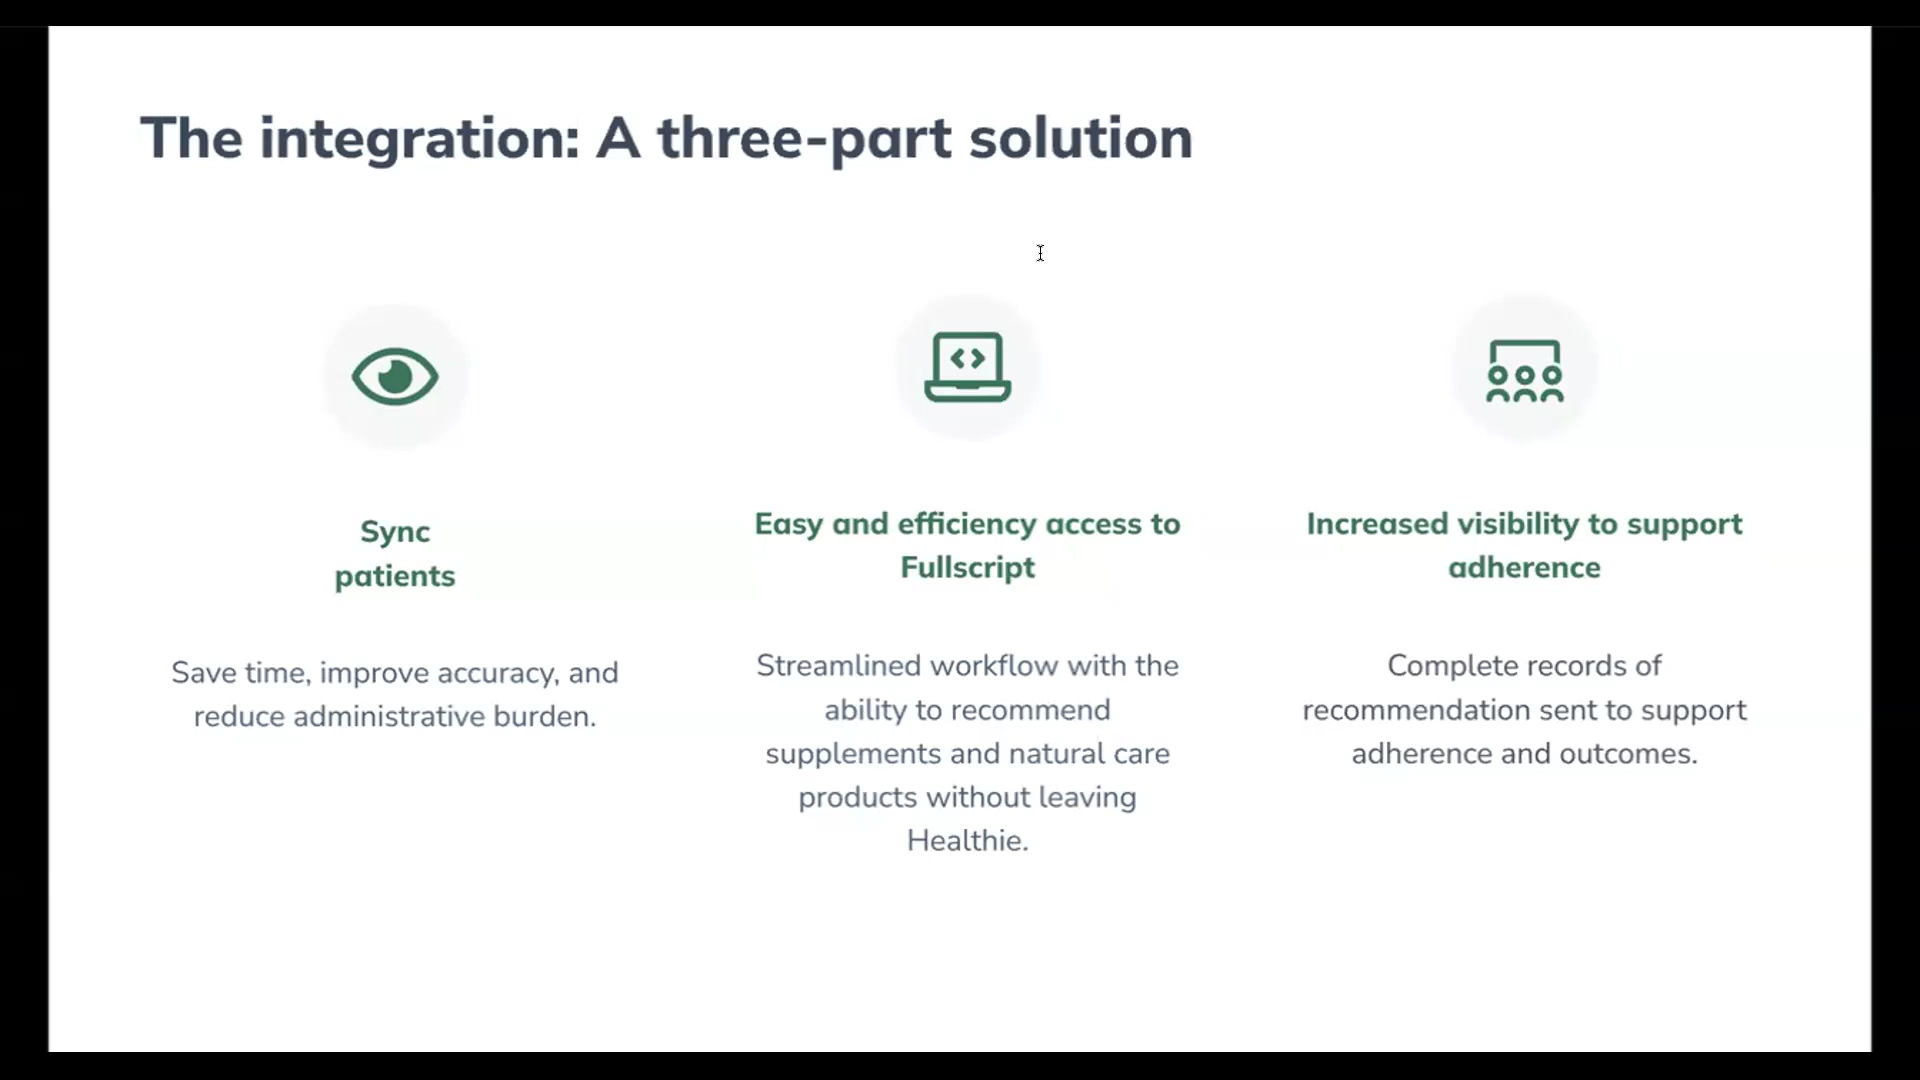 The integration: A three-part solution
Sync
patients
Save time, improve accuracy, and
reduce administrative burden.
Easy and efficiency access to
Fullscript
Streamlined workflow with the
ability to recommend
supplements and natural care
products without leaving
Healthie.
Increased visibility to support
adherence
Complete records of
recommendation sent to support
adherence and outcomes.